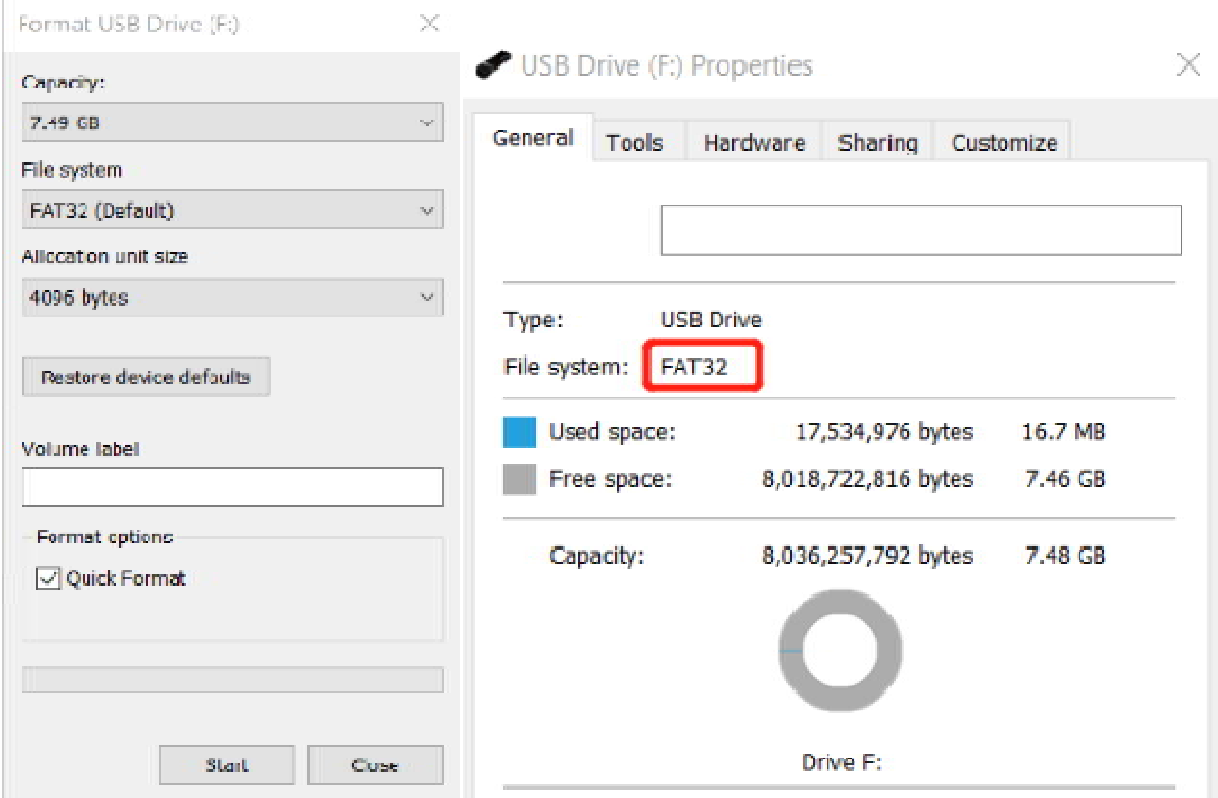 Format USB Drive (F:)
Capacity:
7.49 GB
File system
FAT32 (Default)
Allocation unit size
4096 bytes
Restore device defaults
Volume label
Format options
Quick Format
Start
Close
USB Drive (F:) Properties
General Tools Hardware Sharing Customize
Type: USB Drive
File system: FAT32
Used space: 17,534,976 bytes 16.7 MB
Free space: 8,018,722,816 bytes 7.46 GB
Capacity: 8,036,257,792 bytes 7.48 GB
Drive F: